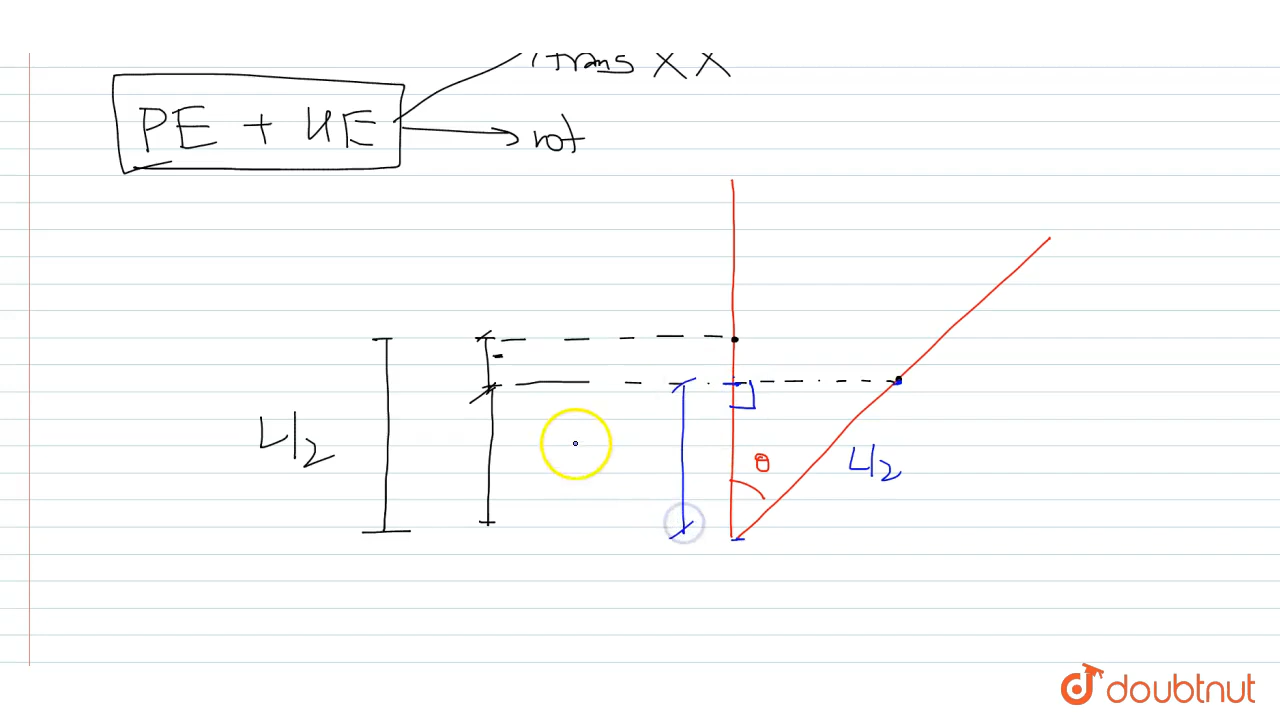 Trans X X
PE + KE
rot
L/2
θ
L/2
doubtnut